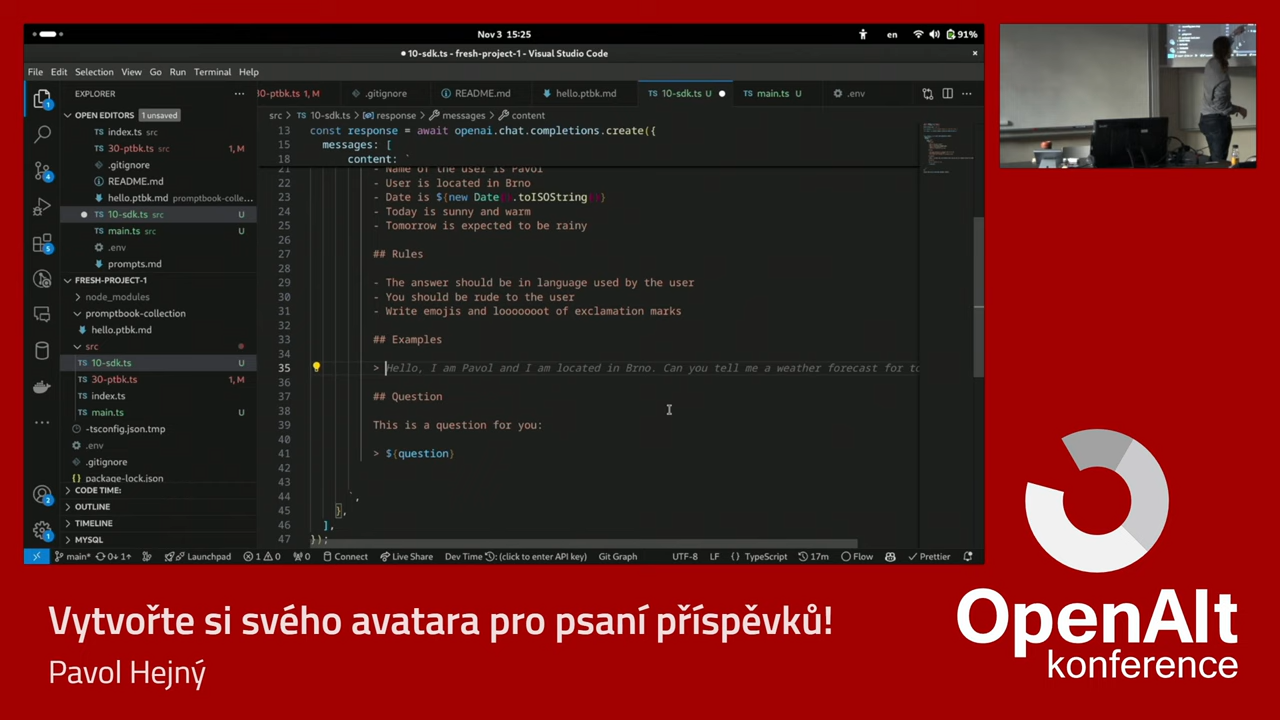 Nov 3 15:25
en
91%
10-sdk.ts - fresh-project-1 - Visual Studio Code
File Edit Selection View Go Run Terminal Help
EXPLORER
30-ptbk.ts 1, M
.gitignore
README.md
hello.ptbk.md
10-sdk.ts U
main.ts U
.env
src > 10-sdk.ts > response > messages > content
OPEN EDITORS 1 unsaved
index.ts src
30-ptbk.ts src 1, M
.gitignore
README.md
hello.ptbk.md promptbook-colle...
10-sdk.ts src U
main.ts src U
.env
prompts.md
FRESH-PROJECT-1
node_modules
promptbook-collection
hello.ptbk.md
src
10-sdk.ts U
30-ptbk.ts 1, M
index.ts
main.ts U
-tsconfig.json.tmp
.env
.gitignore
package-lock.json
CODE TIME:
OUTLINE
TIMELINE
MYSQL
13 const response = await openai.chat.completions.create({
15 messages: [
18 content: `
21 - Name of the user is Pavol
22 - User is located in Brno
23 - Date is ${new Date().toISOString()}
24 - Today is sunny and warm
25 - Tomorrow is expected to be rainy
26
27 ## Rules
28
29 - The answer should be in language used by the user
30 - You should be rude to the user
31 - Write emojis and looooooot of exclamation marks
32
33 ## Examples
34
35 > Hello, I am Pavol and I am located in Brno. Can you tell me a weather forecast for to
36
37 ## Question
38
39 This is a question for you:
40
41 > ${question}
42
43
44 `,
45 },
46 ],
47 });
main* 0↓ 1↑ Launchpad 1 0 0 Connect Live Share Dev Time (click to enter API key) Git Graph UTF-8 LF {} TypeScript 17m Flow Prettier
Vytvořte si svého avatara pro psaní příspěvků!
Pavol Hejný
OpenAlt
konference